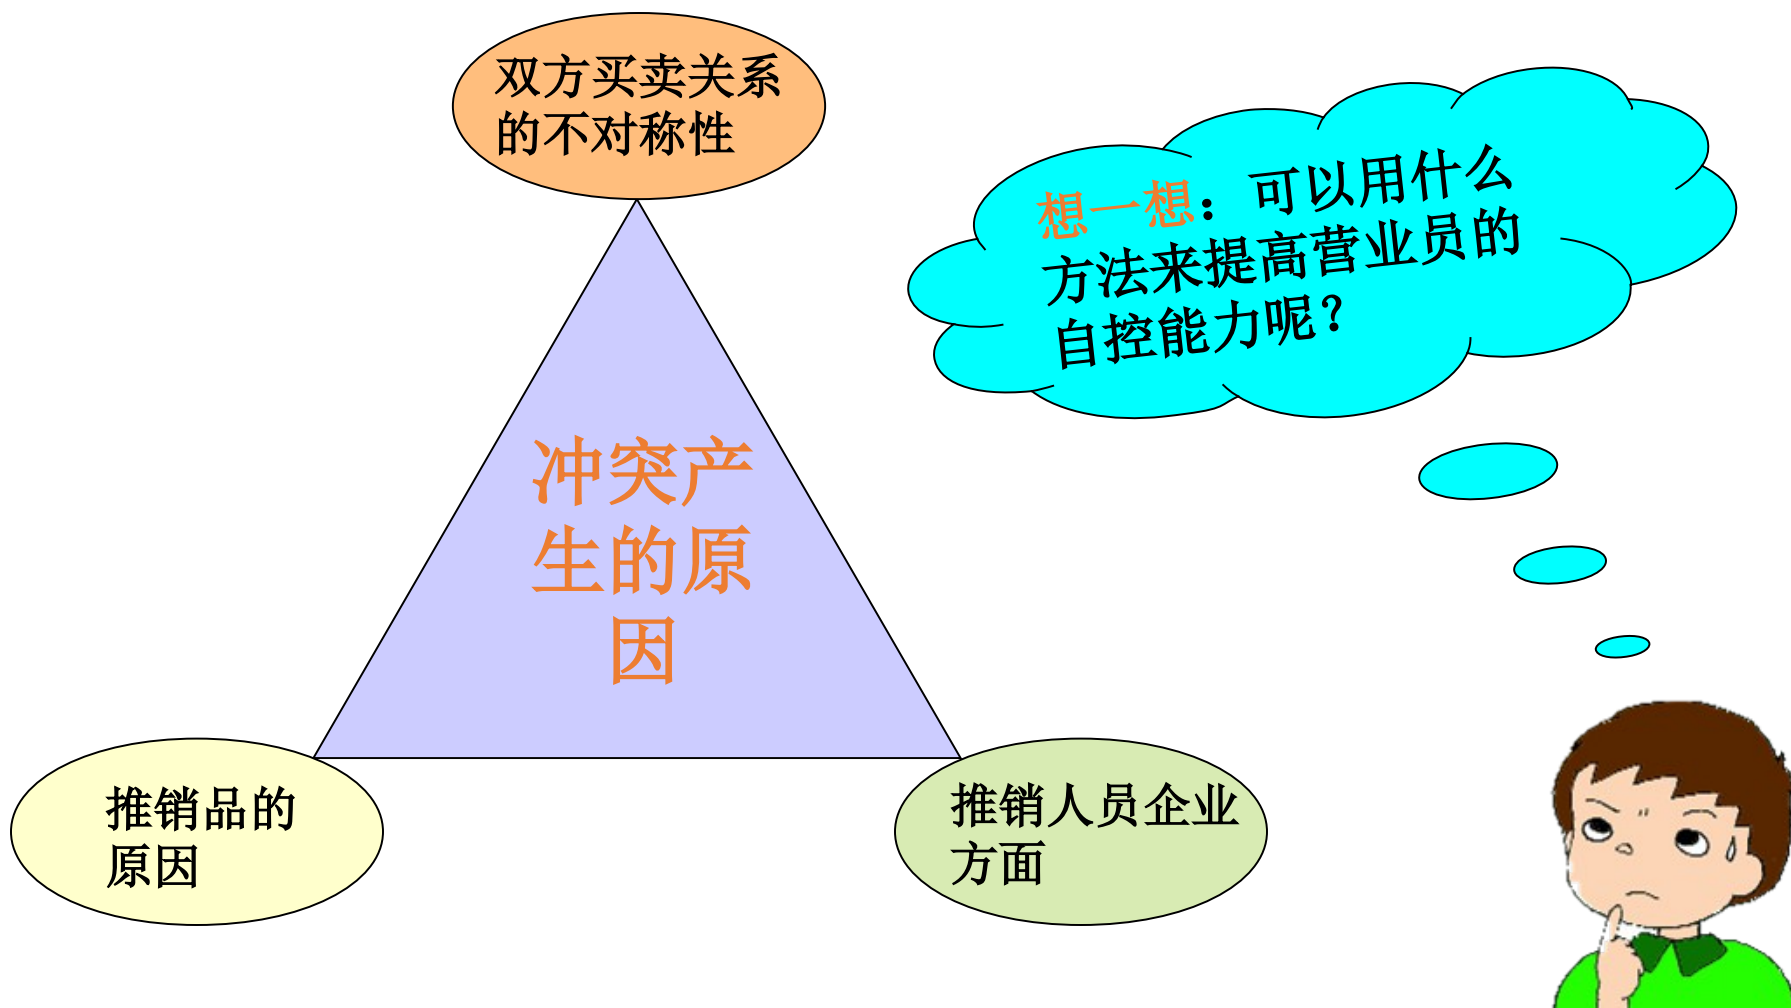 双方买卖关系
的不对称性
想一想：可以用什么
方法来提高营业员的
自控能力呢？
冲突产
生的原
因
推销品的
原因
推销人员企业
方面